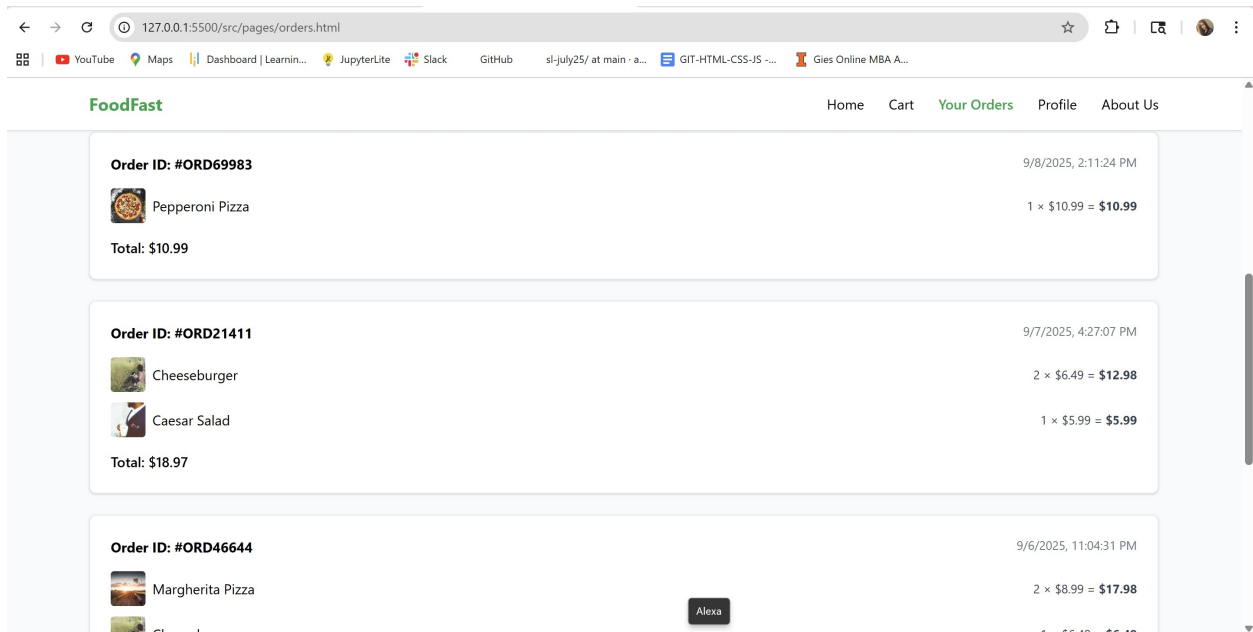 127.0.0.1:5500/src/pages/orders.html
YouTube Maps Dashboard | Learnin... JupyterLite Slack GitHub sl-july25/ at main · a... GIT-HTML-CSS-JS -... Gies Online MBA A...
FoodFast Home Cart Your Orders Profile About Us
Order ID: #ORD69983 9/8/2025, 2:11:24 PM
Pepperoni Pizza 1 × $10.99 = $10.99
Total: $10.99
Order ID: #ORD21411 9/7/2025, 4:27:07 PM
Cheeseburger 2 × $6.49 = $12.98
Caesar Salad 1 × $5.99 = $5.99
Total: $18.97
Order ID: #ORD46644 9/6/2025, 11:04:31 PM
Margherita Pizza 2 × $8.99 = $17.98
Alexa